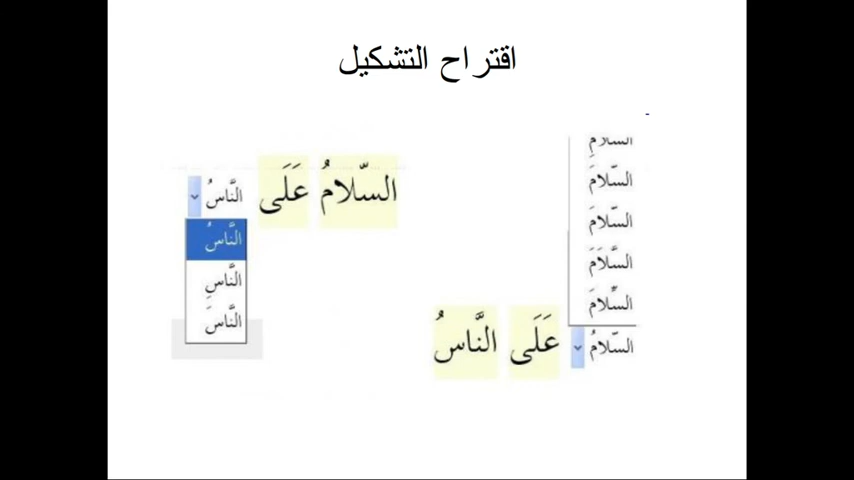 اقتراح التشكيل
السّلامُ عَلَى النَّاسُ
النَّاسُ
النَّاسِ
النَّاسَ
السّلامِ
السّلامَ
السّلامَ
السَّلَامَ
السُّلامَ
السّلامُ عَلَى النَّاسُ